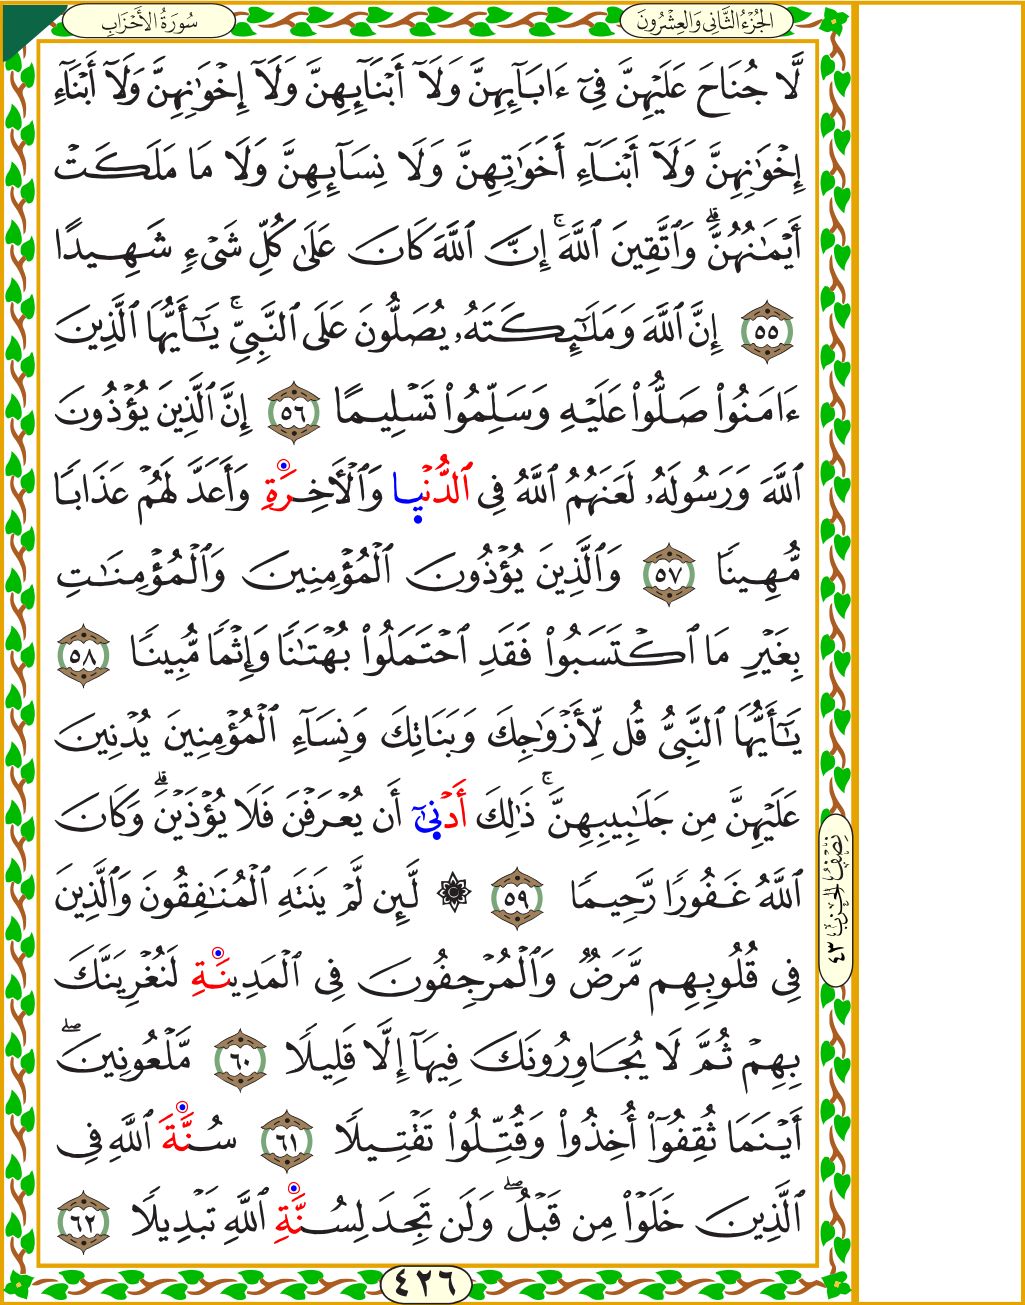 الجُزْءُ الثَّانِي وَالعِشْرُونَ
سُورَةُ الأَحْزَابِ
لَّا جُنَاحَ عَلَيْهِنَّ فِىٓ ءَابَآئِهِنَّ وَلَآ أَبْنَآئِهِنَّ وَلَآ إِخْوَٰنِهِنَّ وَلَآ أَبْنَآءِ
إِخْوَٰنِهِنَّ وَلَآ أَبْنَآءِ أَخَوَٰتِهِنَّ وَلَا نِسَآئِهِنَّ وَلَا مَا مَلَكَتْ
أَيْمَٰنُهُنَّ ۗ وَٱتَّقِينَ ٱللَّهَ ۚ إِنَّ ٱللَّهَ كَانَ عَلَىٰ كُلِّ شَىْءٍ شَهِيدًا
٥٥ إِنَّ ٱللَّهَ وَمَلَٰٓئِكَتَهُۥ يُصَلُّونَ عَلَى ٱلنَّبِىِّ ۚ يَٰٓأَيُّهَا ٱلَّذِينَ
ءَامَنُوا۟ صَلُّوا۟ عَلَيْهِ وَسَلِّمُوا۟ تَسْلِيمًا ٥٦ إِنَّ ٱلَّذِينَ يُؤْذُونَ
ٱللَّهَ وَرَسُولَهُۥ لَعَنَهُمُ ٱللَّهُ فِى ٱلدُّنْيا وَٱلْأَخِرَةِ وَأَعَدَّ لَهُمْ عَذَابًا
مُّهِينًا ٥٧ وَٱلَّذِينَ يُؤْذُونَ ٱلْمُؤْمِنِينَ وَٱلْمُؤْمِنَٰتِ
بِغَيْرِ مَا ٱكْتَسَبُوا۟ فَقَدِ ٱحْتَمَلُوا۟ بُهْتَٰنًا وَإِثْمًا مُّبِينًا ٥٨
يَٰٓأَيُّهَا ٱلنَّبِىُّ قُل لِّأَزْوَٰجِكَ وَبَنَاتِكَ وَنِسَآءِ ٱلْمُؤْمِنِينَ يُدْنِينَ
عَلَيْهِنَّ مِن جَلَٰبِيبِهِنَّ ۚ ذَٰلِكَ أَدْنىٰٓ أَن يُعْرَفْنَ فَلَا يُؤْذَيْنَ ۗ وَكَانَ
ٱللَّهُ غَفُورًا رَّحِيمًا ٥٩ ۞ لَّئِن لَّمْ يَنتَهِ ٱلْمُنَٰفِقُونَ وَٱلَّذِينَ
فِى قُلُوبِهِم مَّرَضٌ وَٱلْمُرْجِفُونَ فِى ٱلْمَدِينَةِ لَنُغْرِيَنَّكَ
بِهِمْ ثُمَّ لَا يُجَاوِرُونَكَ فِيهَآ إِلَّا قَلِيلًا ٦٠ مَّلْعُونِينَ ۖ
أَيْنَمَا ثُقِفُوٓا۟ أُخِذُوا۟ وَقُتِّلُوا۟ تَقْتِيلًا ٦١ سُنَّةَ ٱللَّهِ فِى
ٱلَّذِينَ خَلَوْا۟ مِن قَبْلُ ۖ وَلَن تَجِدَ لِسُنَّةِ ٱللَّهِ تَبْدِيلًا ٦٢
نِصْفُ الحِزْبِ ٤٣
٤٢٦